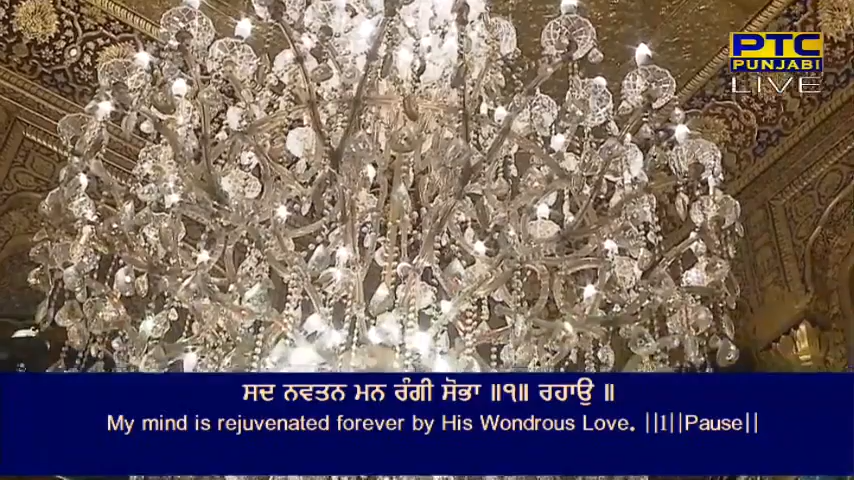 PTC
PUNJABI
LIVE
ਸਦ ਨਵਤਨ ਮਨ ਰੰਗੀ ਸੋਭਾ ॥੧॥ ਰਹਾਉ ॥
My mind is rejuvenated forever by His Wondrous Love. ||1||Pause||